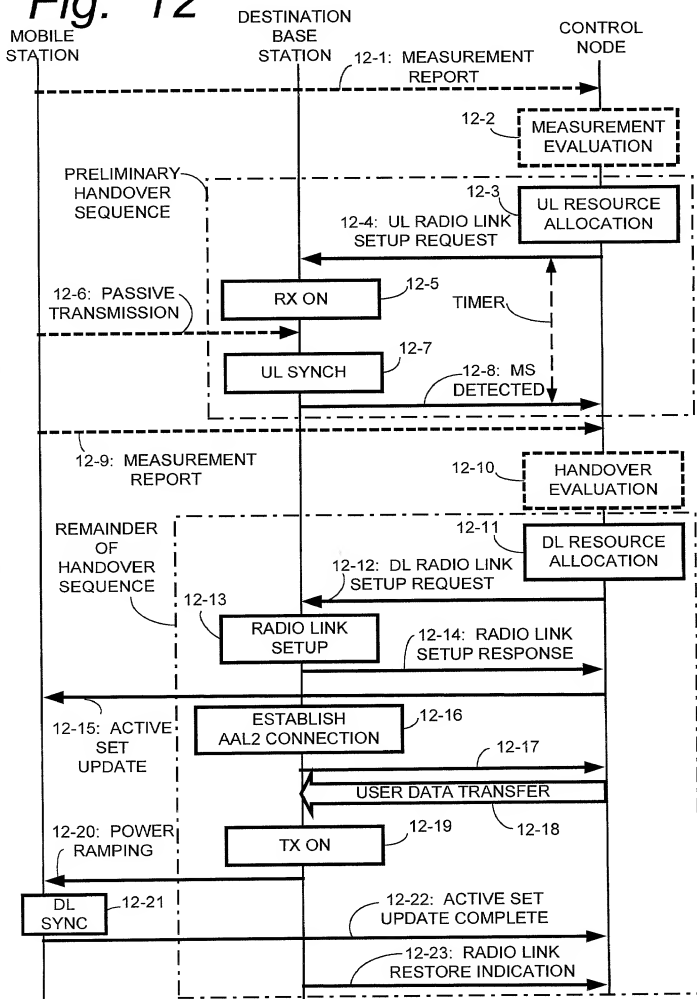 Fig. 12
MOBILE
STATION
DESTINATION
BASE
STATION
CONTROL
NODE
12-1: MEASUREMENT
REPORT
12-2
MEASUREMENT
EVALUATION
PRELIMINARY
HANDOVER
SEQUENCE
12-3
UL RESOURCE
ALLOCATION
12-4: UL RADIO LINK
SETUP REQUEST
RX ON
12-5
TIMER
12-6: PASSIVE
TRANSMISSION
UL SYNCH
12-7
12-8: MS
DETECTED
12-9: MEASUREMENT
REPORT
12-10
HANDOVER
EVALUATION
REMAINDER
OF
HANDOVER
SEQUENCE
12-11
DL RESOURCE
ALLOCATION
12-12: DL RADIO LINK
SETUP REQUEST
12-13
RADIO LINK
SETUP
12-14: RADIO LINK
SETUP RESPONSE
12-15: ACTIVE
SET
UPDATE
ESTABLISH
AAL2 CONNECTION
12-16
12-17
USER DATA TRANSFER
12-18
TX ON
12-19
12-20: POWER
RAMPING
DL
SYNC
12-21
12-22: ACTIVE SET
UPDATE COMPLETE
12-23: RADIO LINK
RESTORE INDICATION